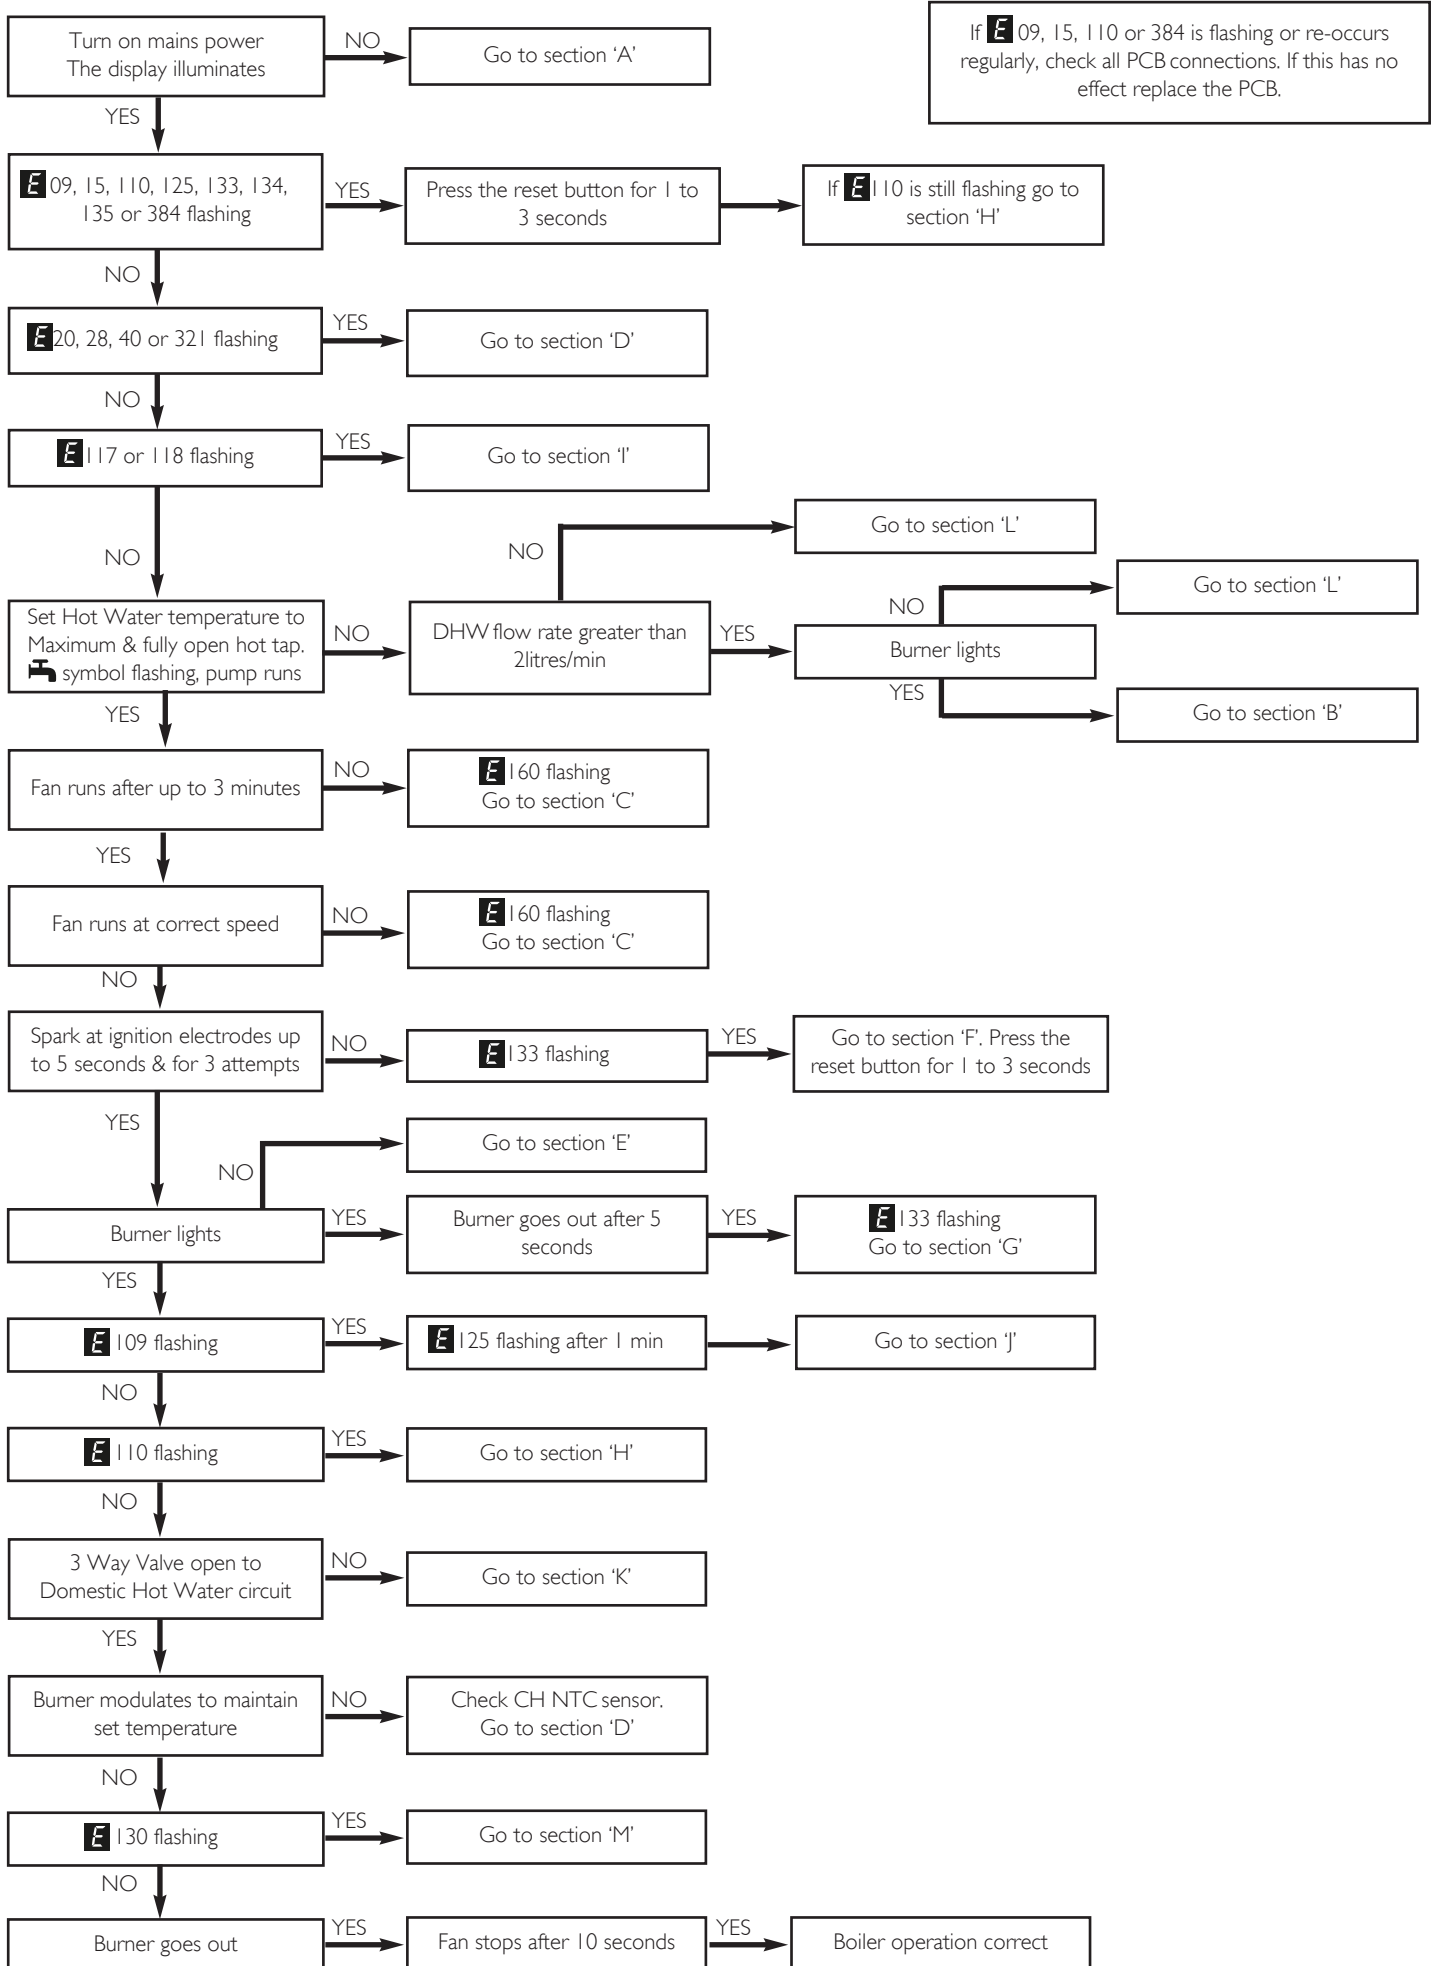 Turn on mains power
The display illuminates
NO
Go to section ‘A’
If E 09, 15, 110 or 384 is flashing or re-occurs
regularly, check all PCB connections. If this has no
effect replace the PCB.
YES
E 09, 15, 110, 125, 133, 134,
135 or 384 flashing
YES
Press the reset button for 1 to
3 seconds
If E 110 is still flashing go to
section ‘H’
NO
E 20, 28, 40 or 321 flashing
YES
Go to section ‘D’
NO
E 117 or 118 flashing
YES
Go to section ‘I’
NO
Set Hot Water temperature to
Maximum & fully open hot tap.
symbol flashing, pump runs
NO
DHW flow rate greater than
2litres/min
NO
Go to section ‘L’
YES
Burner lights
NO
Go to section ‘L’
YES
Go to section ‘B’
YES
Fan runs after up to 3 minutes
NO
E 160 flashing
Go to section ‘C’
YES
Fan runs at correct speed
NO
E 160 flashing
Go to section ‘C’
NO
Spark at ignition electrodes up
to 5 seconds & for 3 attempts
NO
E 133 flashing
YES
Go to section ‘F’. Press the
reset button for 1 to 3 seconds
YES
NO
Go to section ‘E’
Burner lights
YES
Burner goes out after 5
seconds
YES
E 133 flashing
Go to section ‘G’
YES
E 109 flashing
YES
E 125 flashing after 1 min
Go to section ‘J’
NO
E 110 flashing
YES
Go to section ‘H’
NO
3 Way Valve open to
Domestic Hot Water circuit
NO
Go to section ‘K’
YES
Burner modulates to maintain
set temperature
NO
Check CH NTC sensor.
Go to section ‘D’
NO
E 130 flashing
YES
Go to section ‘M’
NO
Burner goes out
YES
Fan stops after 10 seconds
YES
Boiler operation correct